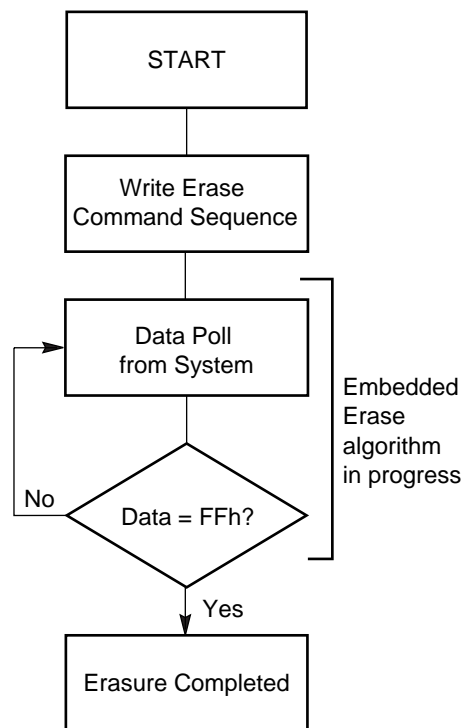 START
Write Erase
Command Sequence
Data Poll
from System
Embedded
Erase
algorithm
in progress
No
Data = FFh?
Yes
Erasure Completed